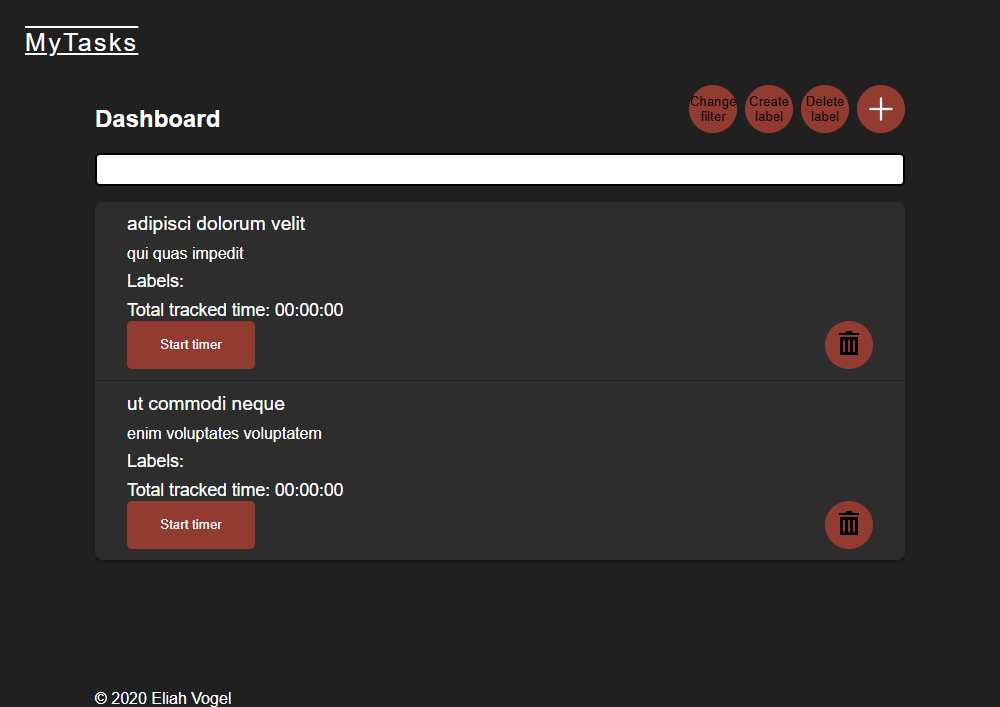 MyTasks
Dashboard
Change
filter
Create
label
Delete
label
adipisci dolorum velit
qui quas impedit
Labels:
Total tracked time: 00:00:00
Start timer
ut commodi neque
enim voluptates voluptatem
Labels:
Total tracked time: 00:00:00
Start timer
© 2020 Eliah Vogel